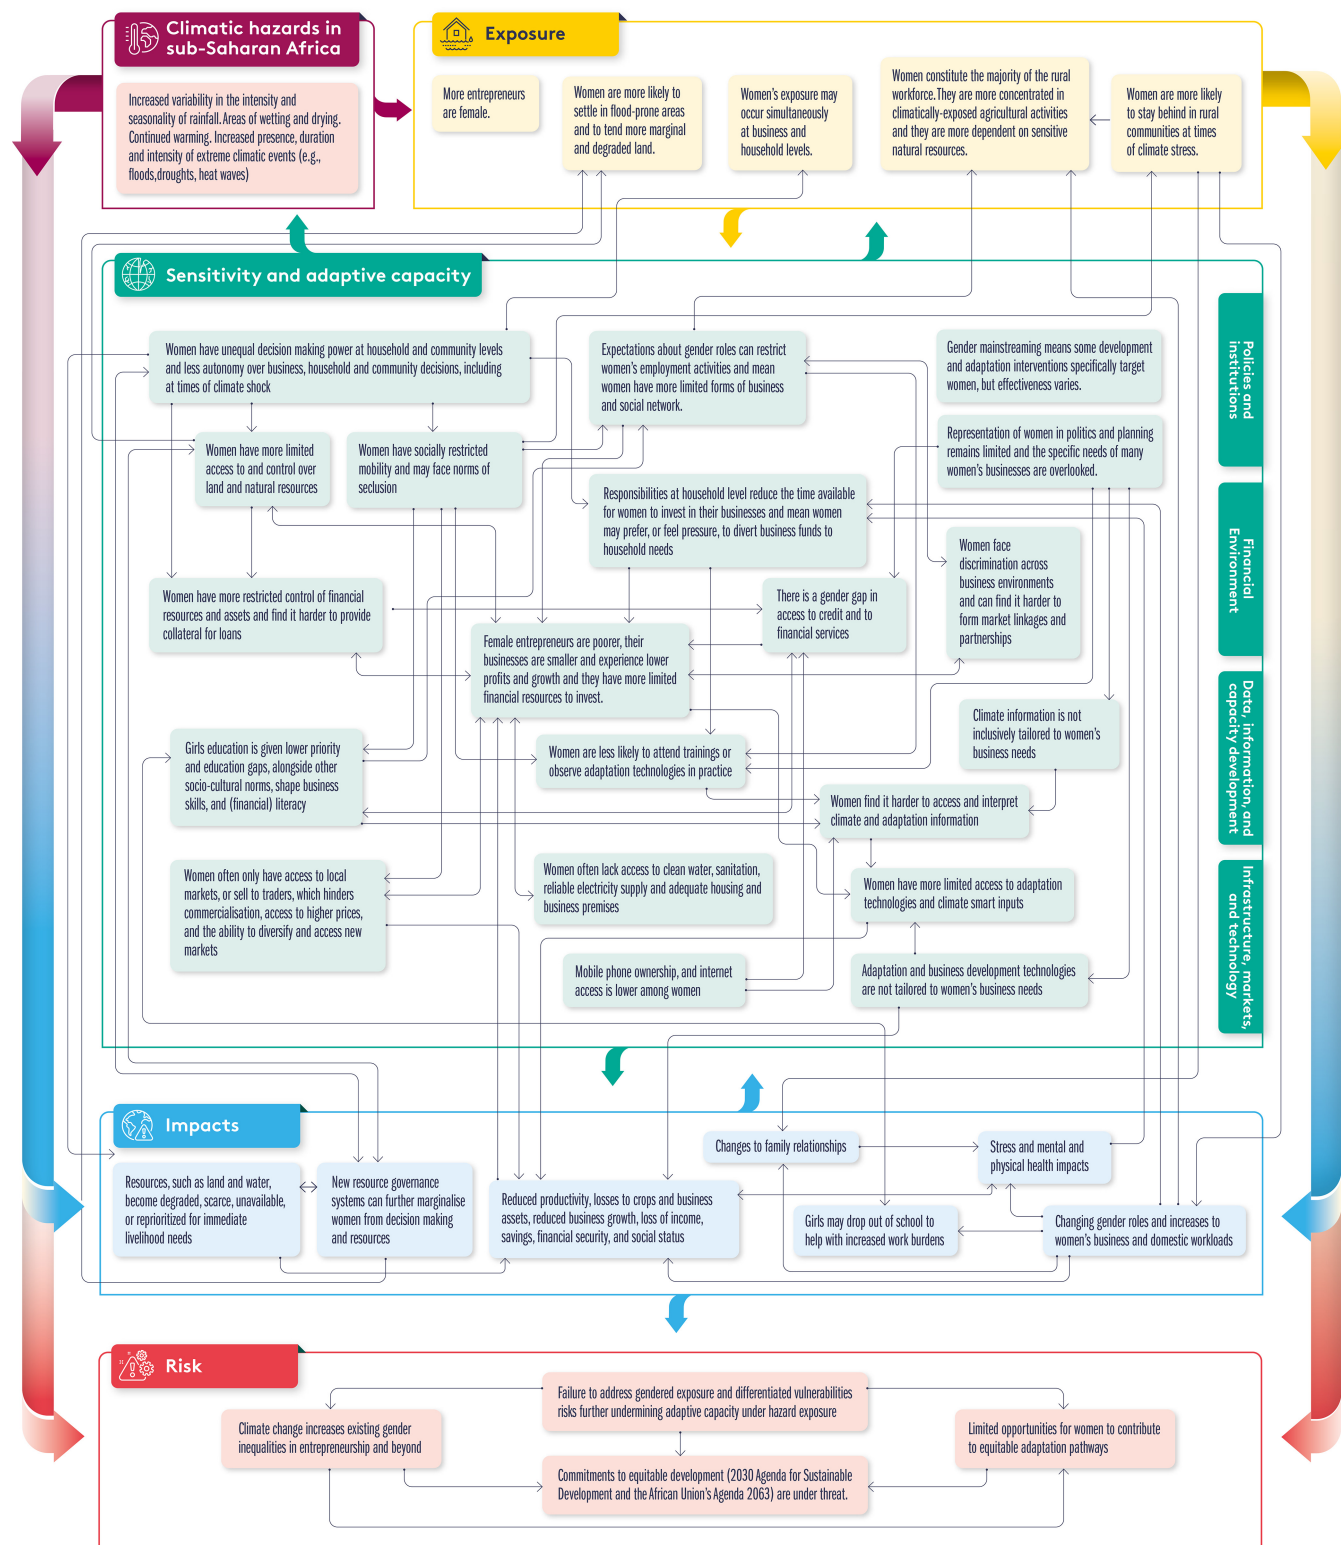 Climatic hazards in
sub-Saharan Africa
Increased variability in the intensity and
seasonality of rainfall. Areas of wetting and drying.
Continued warming. Increased presence, duration
and intensity of extreme climatic events (e.g.,
floods,droughts, heat waves)
Exposure
More entrepreneurs
are female.
Women are more likely to
settle in flood-prone areas
and to tend more marginal
and degraded land.
Women's exposure may
occur simultaneously
at business and
household levels.
Women constitute the majority of the rural
workforce. They are more concentrated in
climatically-exposed agricultural activities
and they are more dependent on sensitive
natural resources.
Women are more likely
to stay behind in rural
communities at times
of climate stress.
Sensitivity and adaptive capacity
Policies and
institutions
Financial
Environment
Data, information, and
capacity development
Infrastructure, markets,
and technology
Women have unequal decision making power at household and community levels
and less autonomy over business, household and community decisions, including
at times of climate shock
Expectations about gender roles can restrict
women's employment activities and mean
women have more limited forms of business
and social network.
Gender mainstreaming means some development
and adaptation interventions specifically target
women, but effectiveness varies.
Women have more limited
access to and control over
land and natural resources
Women have socially restricted
mobility and may face norms of
seclusion
Representation of women in politics and planning
remains limited and the specific needs of many
women's businesses are overlooked.
Responsibilities at household level reduce the time available
for women to invest in their businesses and mean women
may prefer, or feel pressure, to divert business funds to
household needs
Women face
discrimination across
business environments
and can find it harder to
form market linkages and
partnerships
Women have more restricted control of financial
resources and assets and find it harder to provide
collateral for loans
There is a gender gap in
access to credit and to
financial services
Female entrepreneurs are poorer, their
businesses are smaller and experience lower
profits and growth and they have more limited
financial resources to invest.
Climate information is not
inclusively tailored to women's
business needs
Girls education is given lower priority
and education gaps, alongside other
socio-cultural norms, shape business
skills, and (financial) literacy
Women are less likely to attend trainings or
observe adaptation technologies in practice
Women find it harder to access and interpret
climate and adaptation information
Women often only have access to local
markets, or sell to traders, which hinders
commercialisation, access to higher prices,
and the ability to diversify and access new
markets
Women often lack access to clean water, sanitation,
reliable electricity supply and adequate housing and
business premises
Women have more limited access to adaptation
technologies and climate smart inputs
Mobile phone ownership, and internet
access is lower among women
Adaptation and business development technologies
are not tailored to women's business needs
Impacts
Changes to family relationships
Stress and mental and
physical health impacts
Resources, such as land and water,
become degraded, scarce, unavailable,
or reprioritized for immediate
livelihood needs
New resource governance
systems can further marginalise
women from decision making
and resources
Reduced productivity, losses to crops and business
assets, reduced business growth, loss of income,
savings, financial security, and social status
Girls may drop out of school to
help with increased work burdens
Changing gender roles and increases to
women's business and domestic workloads
Risk
Failure to address gendered exposure and differentiated vulnerabilities
risks further undermining adaptive capacity under hazard exposure
Climate change increases existing gender
inequalities in entrepreneurship and beyond
Limited opportunities for women to contribute
to equitable adaptation pathways
Commitments to equitable development (2030 Agenda for Sustainable
Development and the African Union's Agenda 2063) are under threat.